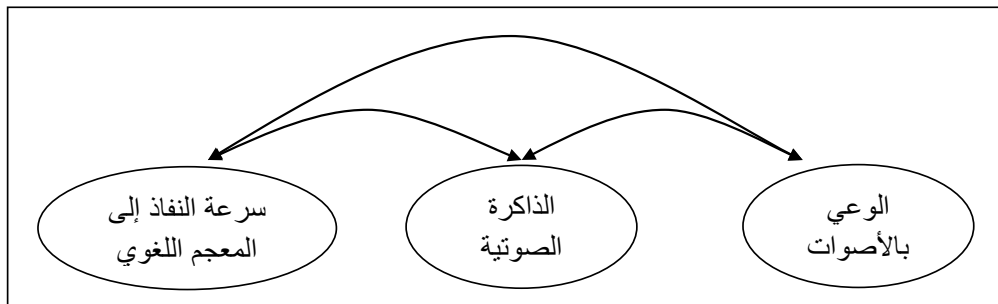 الوعي
بالأصوات
الذاكرة
الصوتية
سرعة النفاذ إلى
المعجم اللغوي